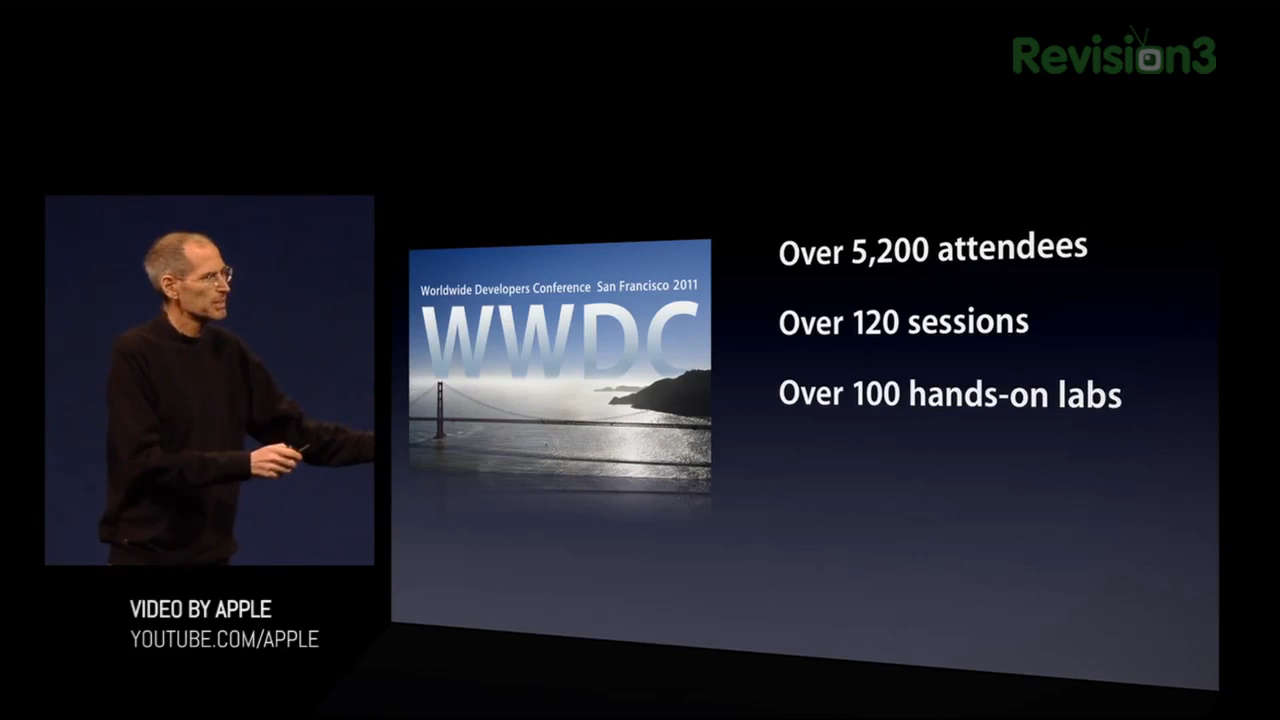 Revision3
Worldwide Developers Conference San Francisco 2011
WWDC
Over 5,200 attendees
Over 120 sessions
Over 100 hands-on labs
VIDEO BY APPLE
YOUTUBE.COM/APPLE